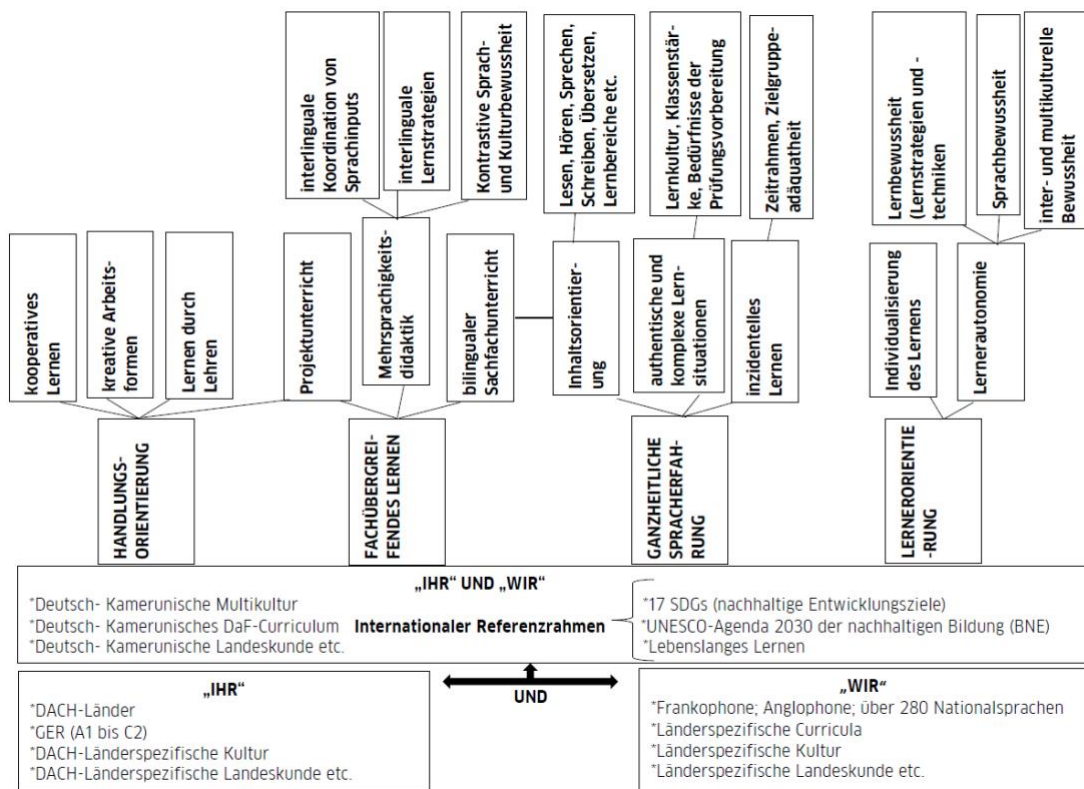 interlinguale
Koordination von
Sprachinputs
interlinguale
Lernstrategien
Kontrastive Sprach-
und Kulturbewussheit
Lesen, Hören, Sprechen,
Schreiben, Übersetzen,
Lernbereiche etc.
Lernkultur, Klassenstär-
ke, Bedürfnisse der
Prüfungsvorbereitung
Zeitrahmen, Zielgruppe-
adäquatheit
Lernbewussheit
(Lernstrategien und -
techniken
Sprachbewussheit
inter- und multikulturelle
Bewussheit
kooperatives
Lernen
kreative Arbeits-
formen
Lernen durch
Lehren
Projektunterricht
Mehrsprachigkeits-
didaktik
bilingualer
Sachfachunterricht
Inhaltsorientier-
ung
authentische und
komplexe Lern-
situationen
inzidentelles
Lernen
Individualisierung
des Lernens
Lernerautonomie
HANDLUNGS-
ORIENTIERUNG
FACHÜBERGREI-
FENDES LERNEN
GANZHEITLICHE
SPRACHERFAH-
RUNG
LERNERORIENTIE
-RUNG
„IHR“ UND „WIR“
*Deutsch- Kamerunische Multikultur
*Deutsch- Kamerunisches DaF-Curriculum
*Deutsch- Kamerunische Landeskunde etc.
Internationaler Referenzrahmen
*17 SDGs (nachhaltige Entwicklungsziele)
*UNESCO-Agenda 2030 der nachhaltigen Bildung (BNE)
*Lebenslanges Lernen
„IHR“
*DACH-Länder
*GER (A1 bis C2)
*DACH-Länderspezifische Kultur
*DACH-Länderspezifische Landeskunde etc.
UND
„WIR“
*Frankophone; Anglophone; über 280 Nationalsprachen
*Länderspezifische Curricula
*Länderspezifische Kultur
*Länderspezifische Landeskunde etc.